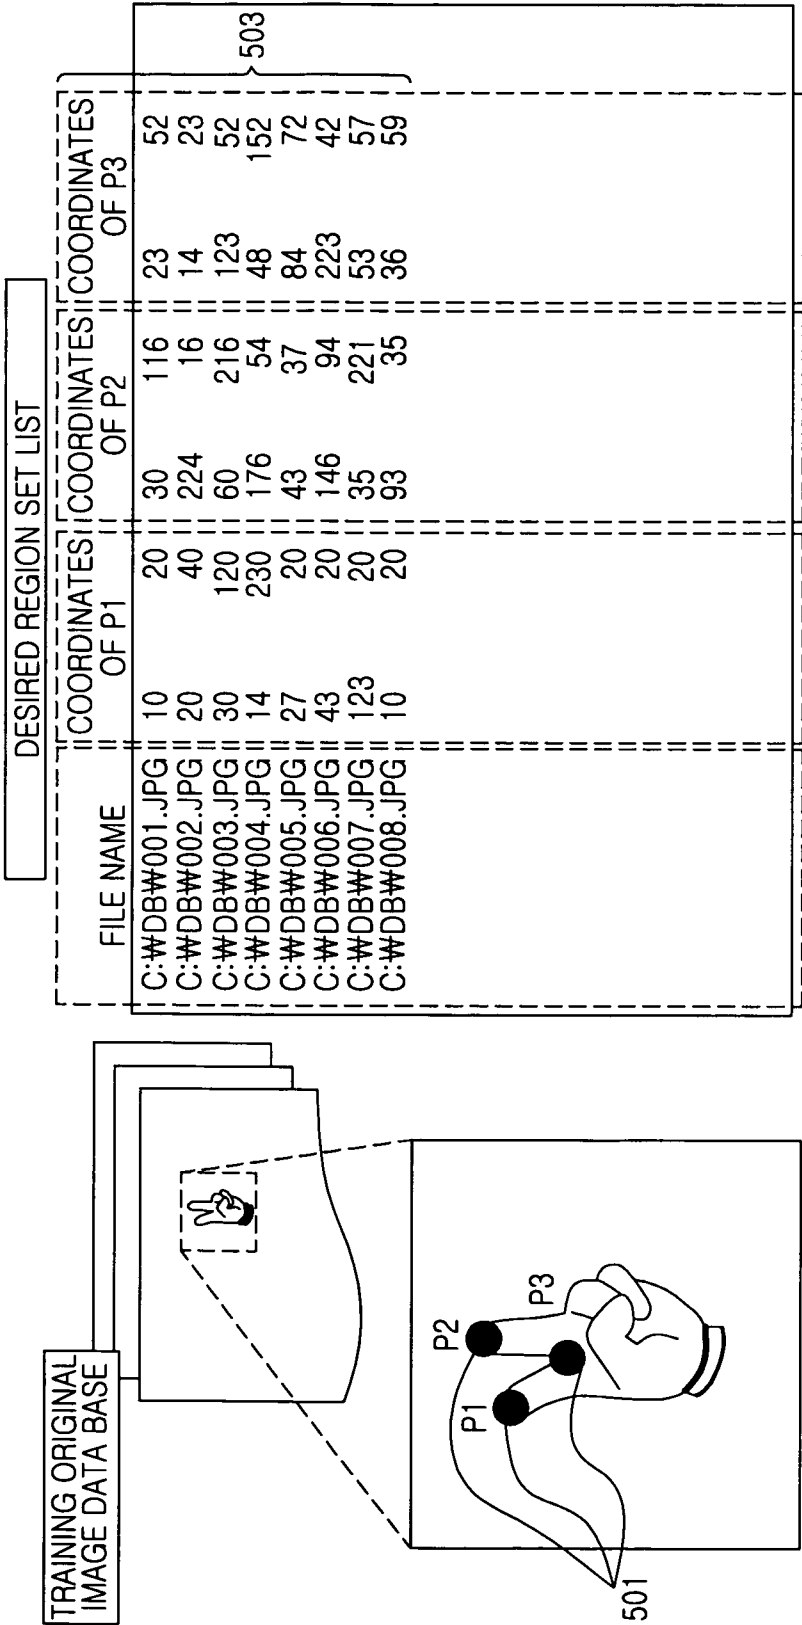 TRAINING ORIGINAL
IMAGE DATA BASE
P1
P2
P3
501
DESIRED REGION SET LIST
FILE NAME COORDINATES OF P1 COORDINATES OF P2 COORDINATES OF P3
C:₩DB₩001.JPG 10 20 30 116 23 52
C:₩DB₩002.JPG 20 40 224 16 14 23
C:₩DB₩003.JPG 30 120 60 216 123 52
C:₩DB₩004.JPG 14 230 176 54 48 152
C:₩DB₩005.JPG 27 20 43 37 84 72
C:₩DB₩006.JPG 43 20 146 94 223 42
C:₩DB₩007.JPG 123 20 35 221 53 57
C:₩DB₩008.JPG 10 20 93 35 36 59
503